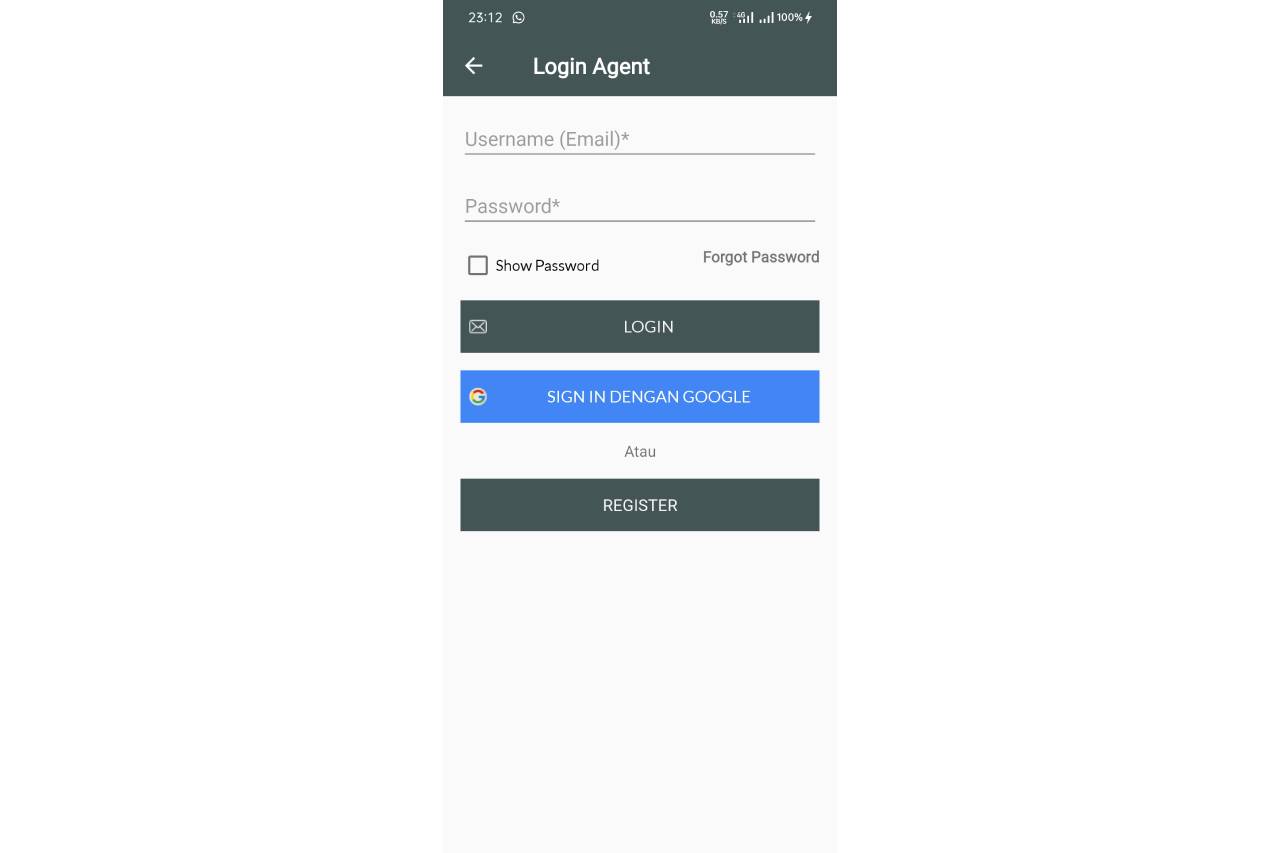 23:12 0.57 KB/S 4G 100%
Login Agent
Username (Email)*
Password*
Forgot Password
Show Password
LOGIN
SIGN IN DENGAN GOOGLE
Atau
REGISTER